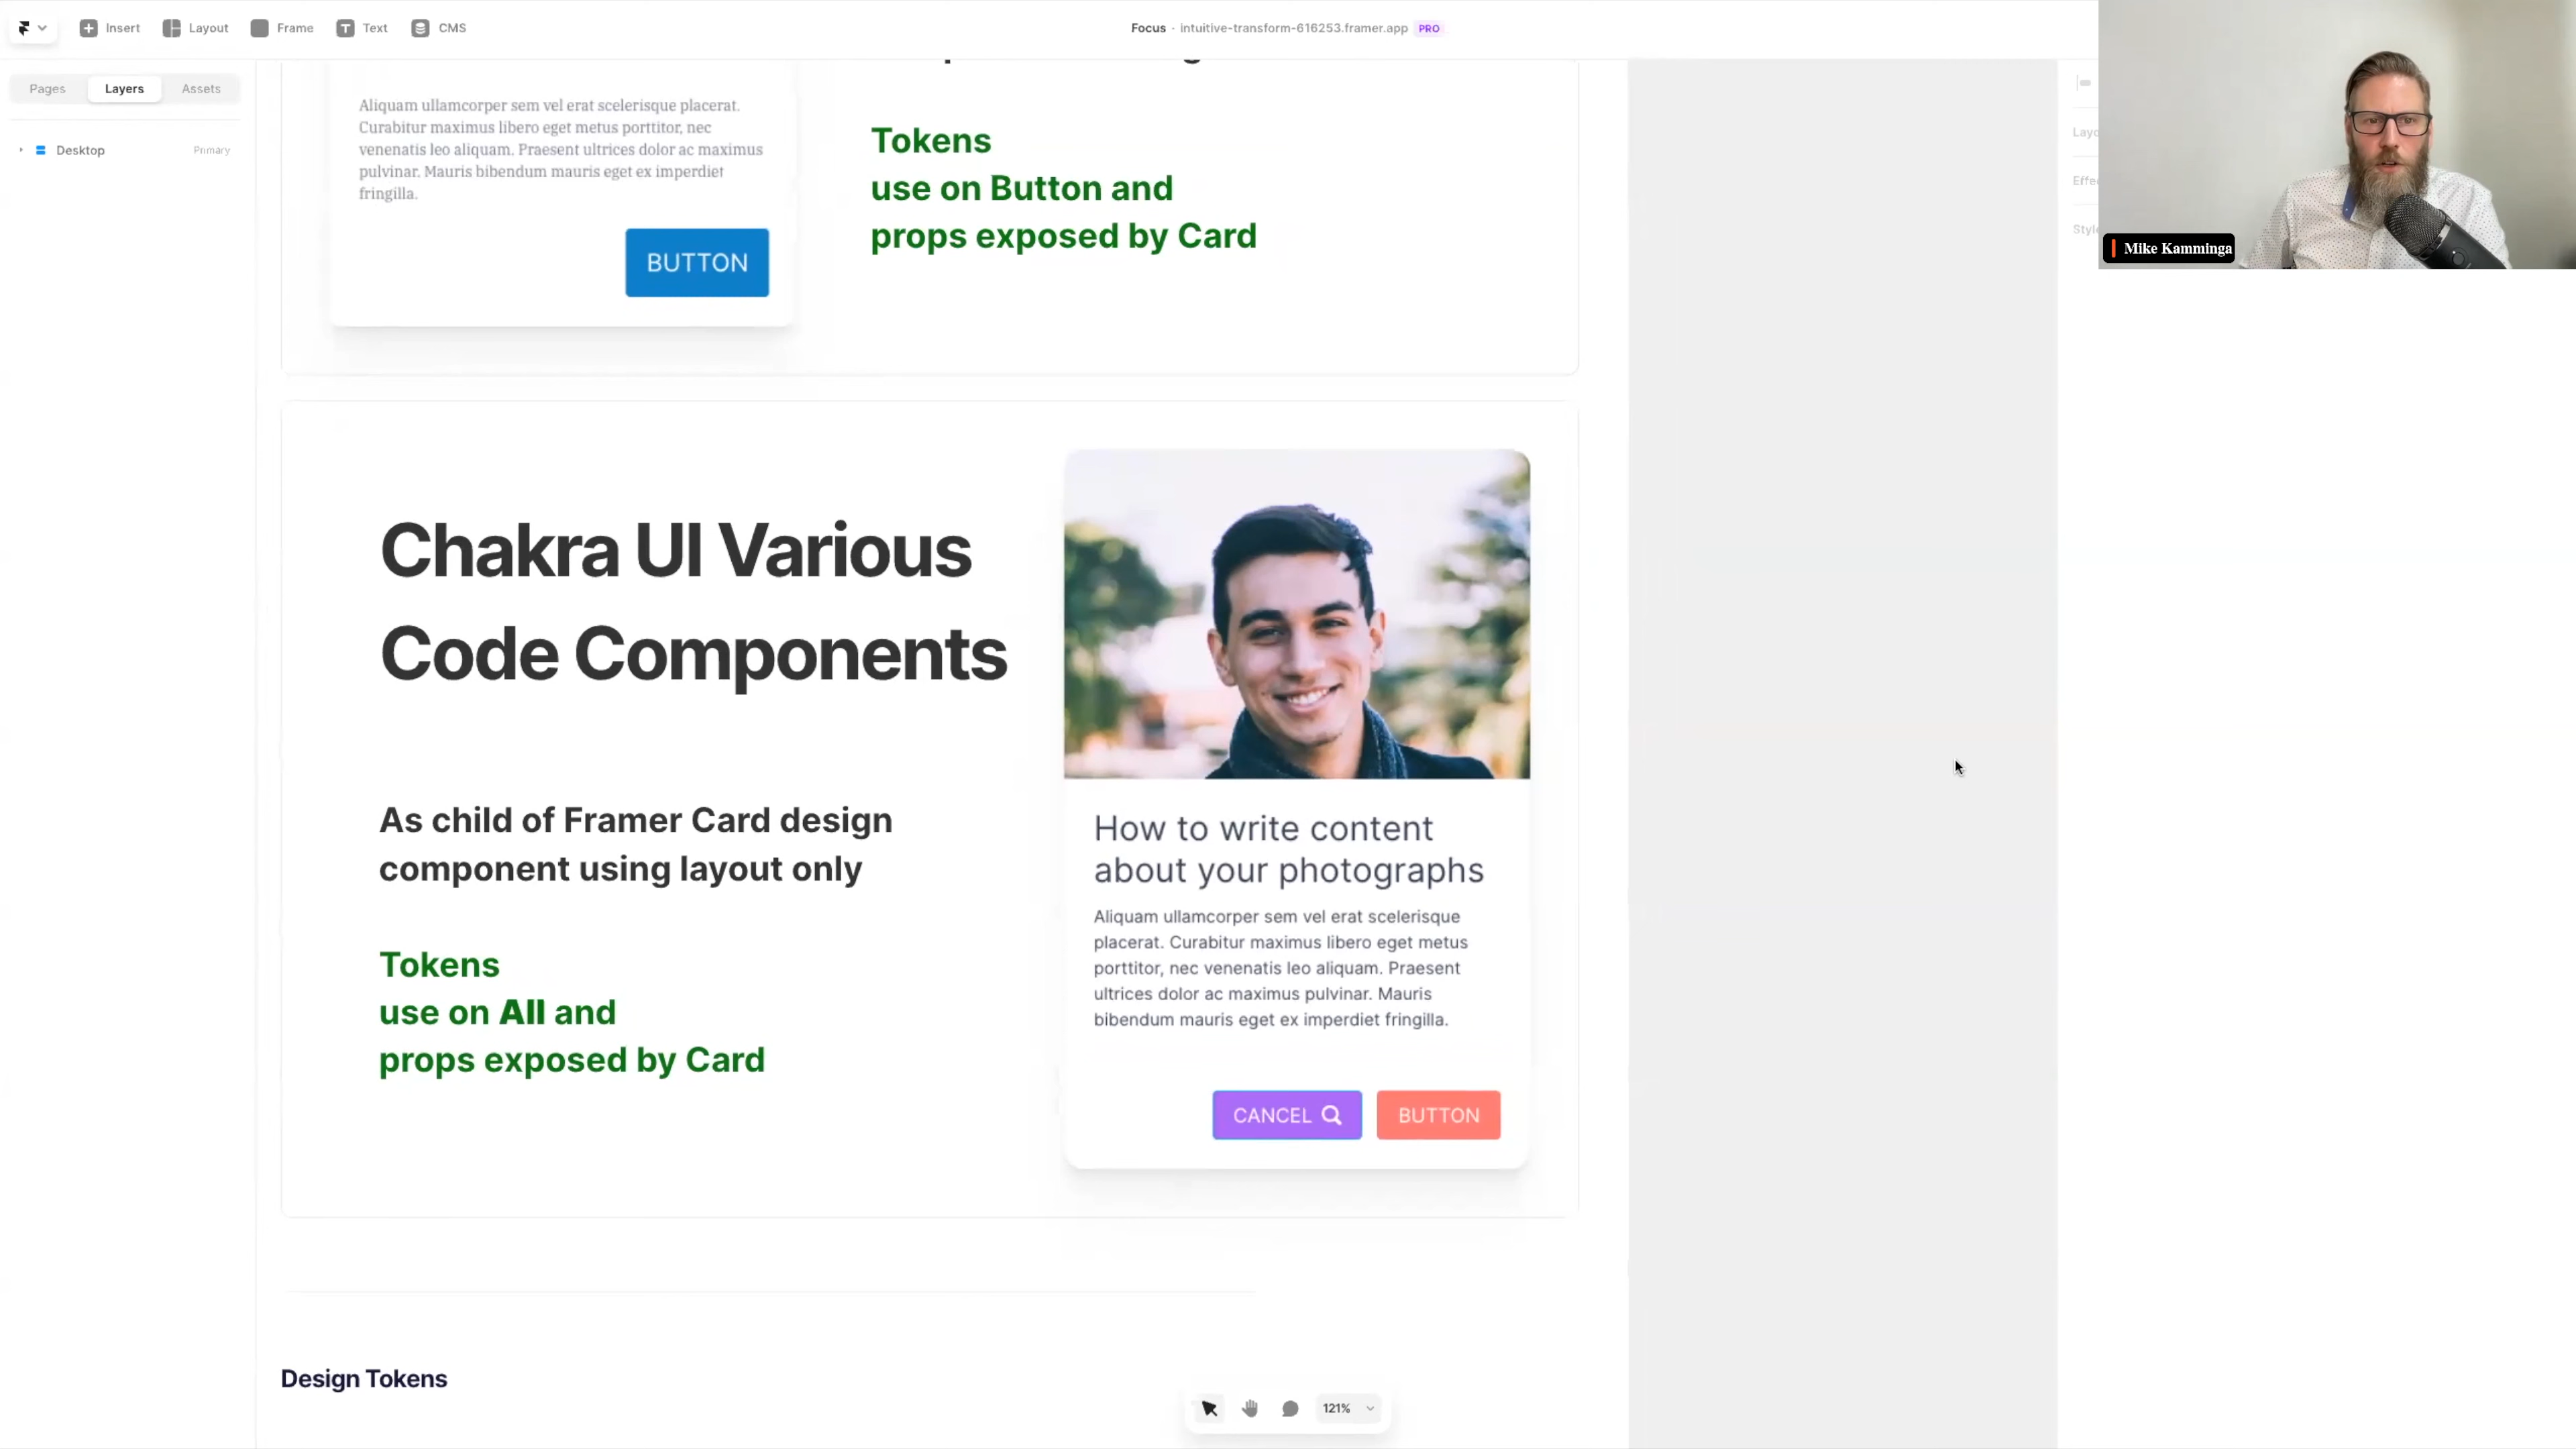 Insert
Layout
Frame
Text
CMS
Focus · intuitive-transform-616253.framer.app PRO
Pages
Layers
Assets
Desktop
Primary
Mike Kamminga
Aliquam ullamcorper sem vel erat scelerisque placerat.
Curabitur maximus libero eget metus porttitor, nec
venenatis leo aliquam. Praesent ultrices dolor ac maximus
pulvinar. Mauris bibendum mauris eget ex imperdiet
fringilla.
BUTTON
Tokens
use on Button and
props exposed by Card
Chakra UI Various
Code Components
As child of Framer Card design
component using layout only
Tokens
use on All and
props exposed by Card
How to write content
about your photographs
Aliquam ullamcorper sem vel erat scelerisque
placerat. Curabitur maximus libero eget metus
porttitor, nec venenatis leo aliquam. Praesent
ultrices dolor ac maximus pulvinar. Mauris
bibendum mauris eget ex imperdiet fringilla.
CANCEL
BUTTON
Design Tokens
121%